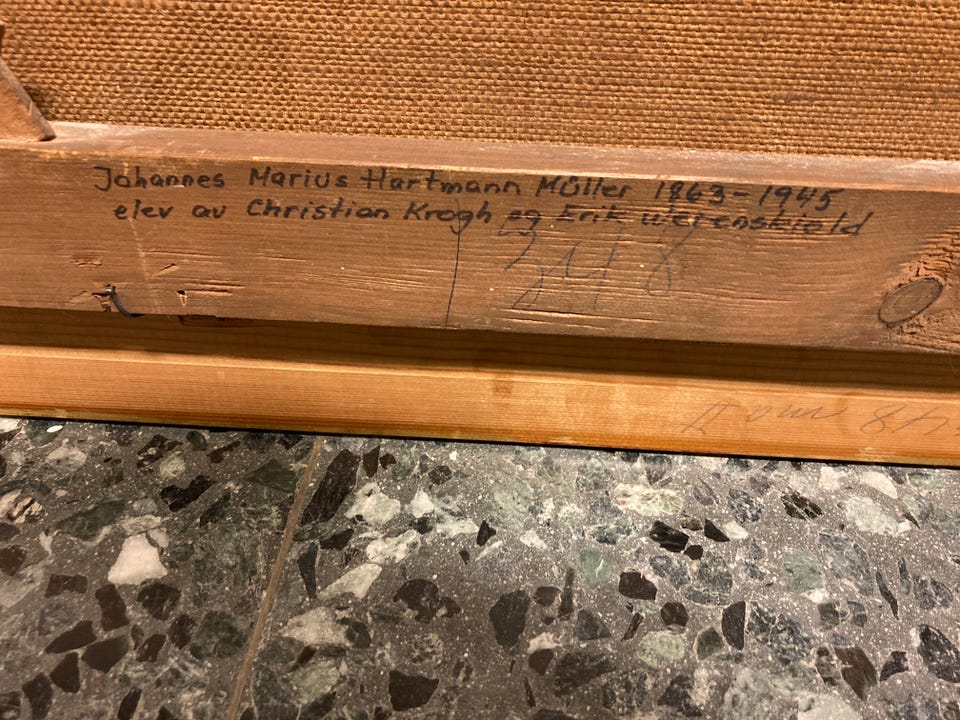 Johannes Marius Hartmann Müller 1863-1945
elev av Christian Krogh og Erik werenskiold
348